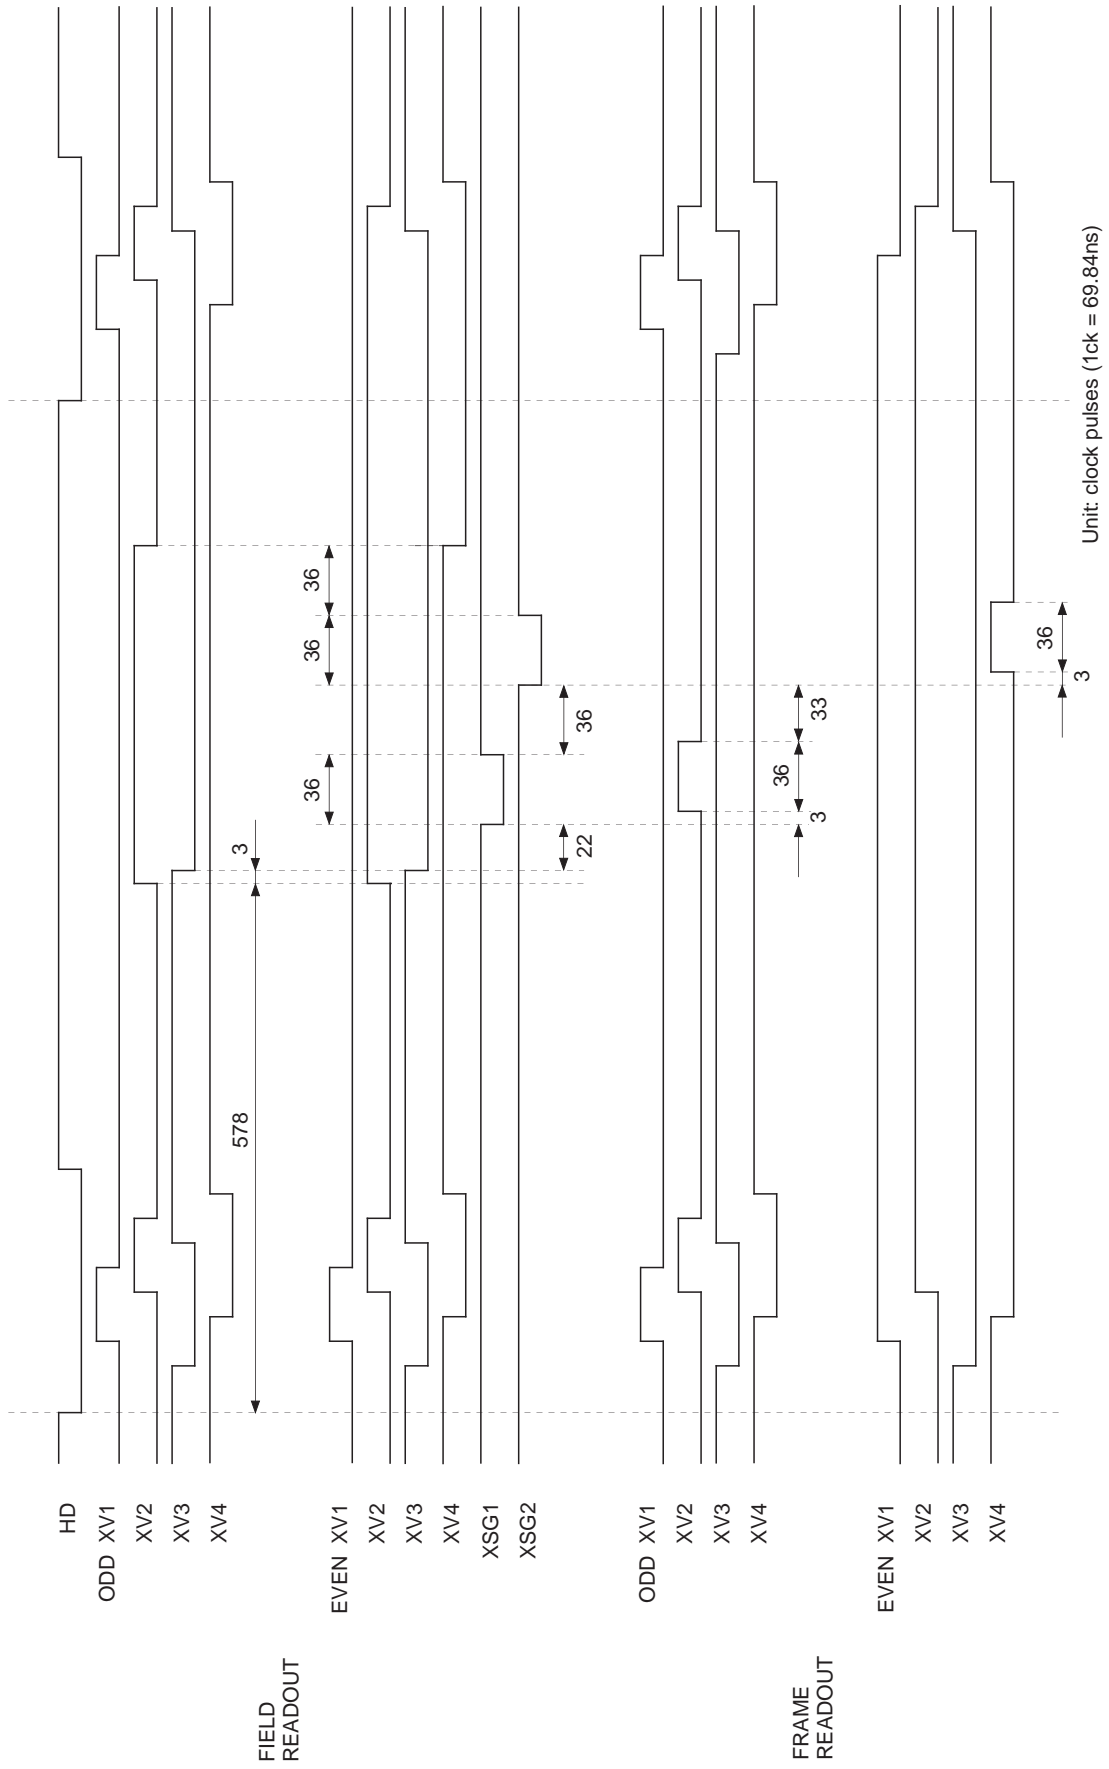 HD
ODD XV1
XV2
XV3
XV4
578
3
FIELD
READOUT
EVEN XV1
XV2
XV3
XV4
XSG1
XSG2
36
36
36
22
36
ODD XV1
XV2
XV3
XV4
FRAME
READOUT
3
36
33
EVEN XV1
XV2
XV3
XV4
3
36
Unit: clock pulses (1ck = 69.84ns)